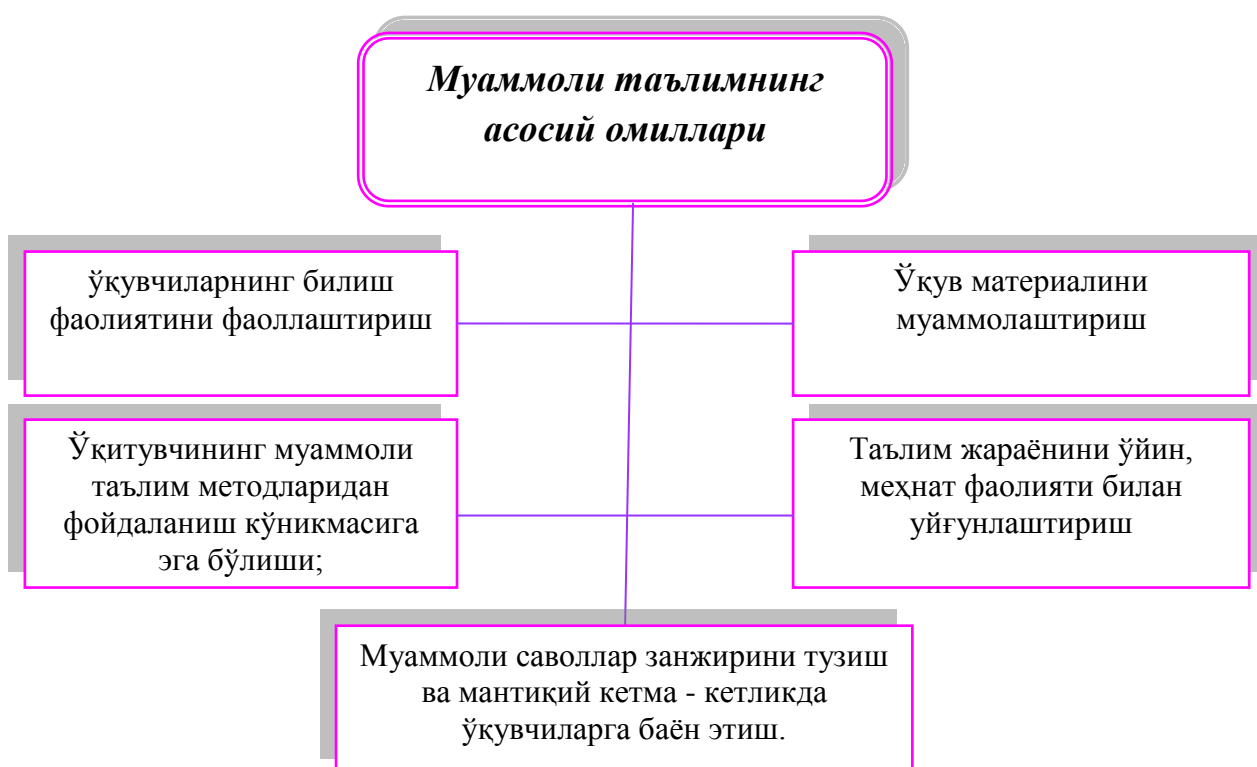 Муаммоли таълимнинг
асосий омиллари
ўқувчиларнинг билиш
фаолиятини фаоллаштириш
Ўқув материалини
муаммолаштириш
Ўқитувчининг муаммоли
таълим методларидан
фойдаланиш кўникмасига
эга бўлиши;
Таълим жараёнини ўйин,
меҳнат фаолияти билан
уйғунлаштириш
Муаммоли саволлар занжирини тузиш
ва мантиқий кетма - кетликда
ўқувчиларга баён этиш.